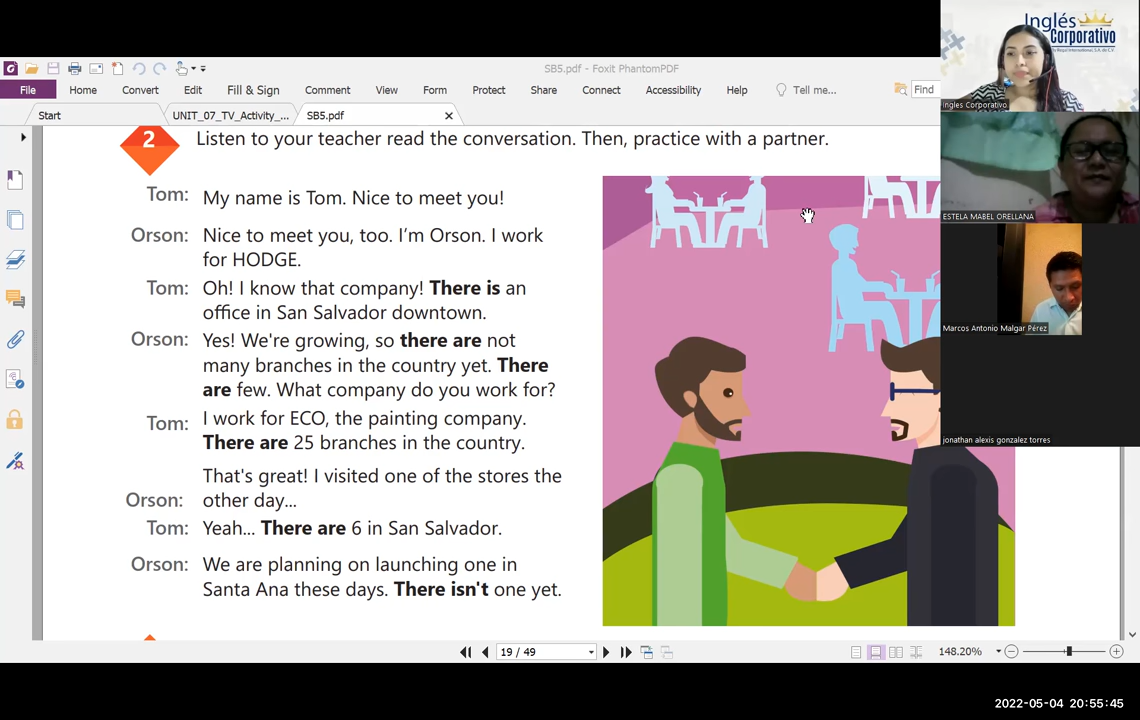 Inglés
Corporativo
by Regal International, S.A. de C.V.
SB5.pdf - Foxit PhantomPDF
File Home Convert Edit Fill & Sign Comment View Form Protect Share Connect Accessibility Help Tell me... Find
Ingles Corporativo
Start UNIT_07_TV_Activity_... SB5.pdf
2 Listen to your teacher read the conversation. Then, practice with a partner.
Tom: My name is Tom. Nice to meet you!
Orson: Nice to meet you, too. I'm Orson. I work
for HODGE.
Tom: Oh! I know that company! There is an
office in San Salvador downtown.
Orson: Yes! We're growing, so there are not
many branches in the country yet. There
are few. What company do you work for?
Tom: I work for ECO, the painting company.
There are 25 branches in the country.
That's great! I visited one of the stores the
Orson: other day...
Tom: Yeah... There are 6 in San Salvador.
Orson: We are planning on launching one in
Santa Ana these days. There isn't one yet.
ESTELA MABEL ORELLANA
Marcos Antonio Malgar Pérez
jonathan alexis gonzalez torres
19 / 49
148.20%
2022-05-04 20:55:45